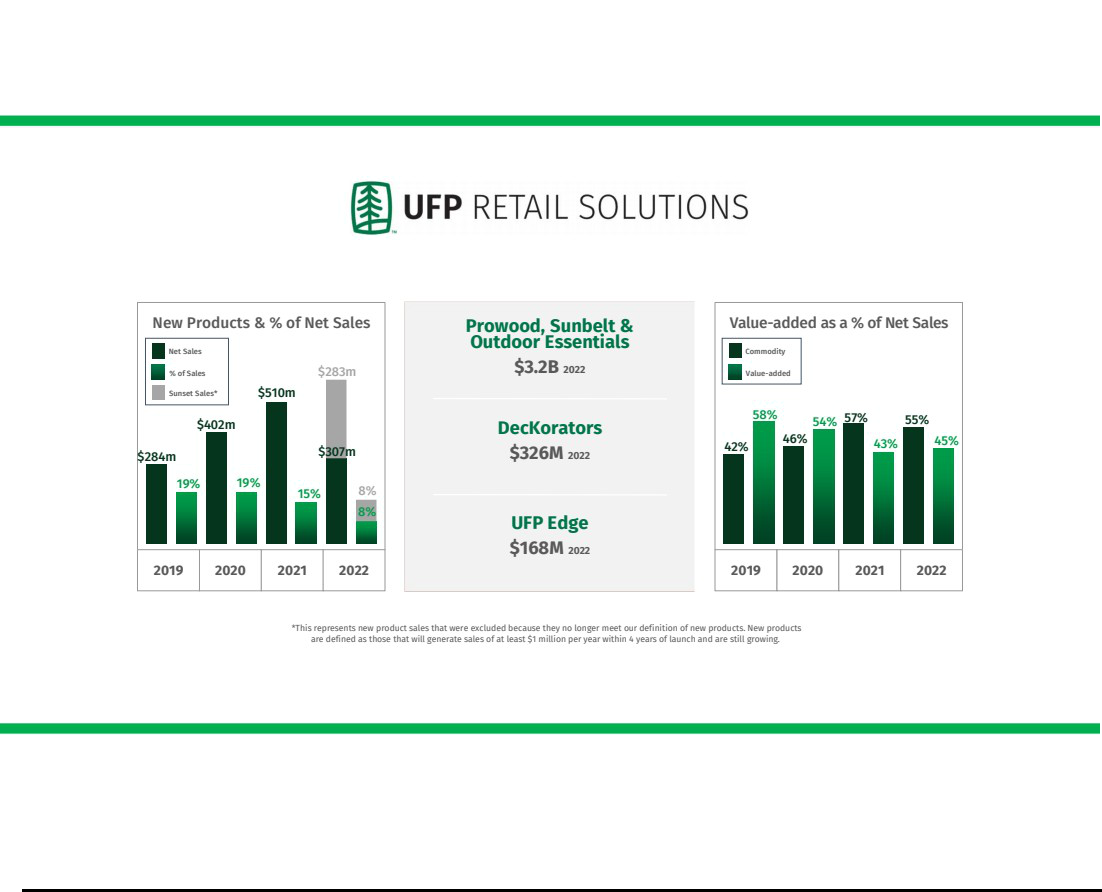 UFP RETAIL SOLUTIONS
TM
New Products & % of Net Sales
Net Sales
% of Sales
Sunset Sales*
$284m
19%
$402m
19%
$510m
15%
$283m
$307m
8%
8%
2019
2020
2021
2022
Prowood, Sunbelt &
Outdoor Essentials
$3.2B 2022
DecKorators
$326M 2022
UFP Edge
$168M 2022
Value-added as a % of Net Sales
Commodity
Value-added
42%
58%
46%
54%
57%
43%
55%
45%
2019
2020
2021
2022
*This represents new product sales that were excluded because they no longer meet our definition of new products. New products
are defined as those that will generate sales of at least $1 million per year within 4 years of launch and are still growing.